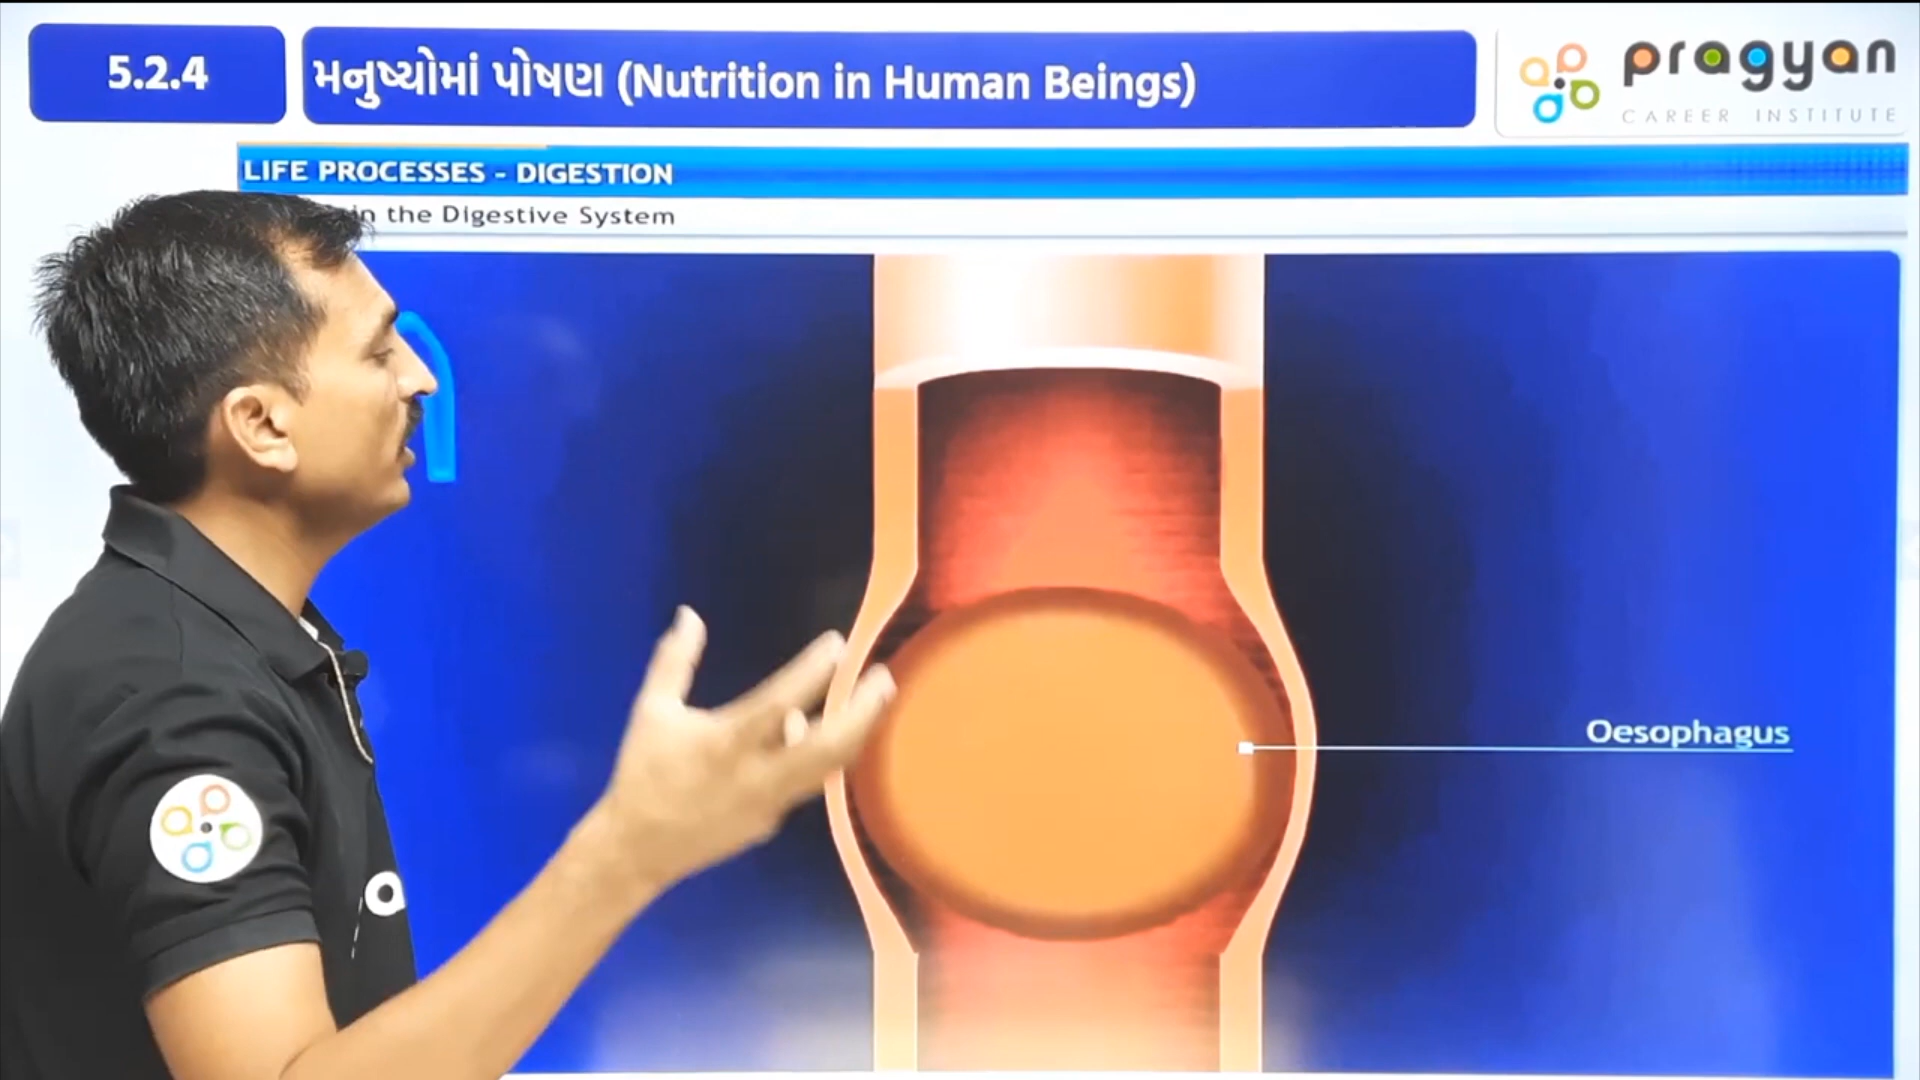 5.2.4
મનુષ્યોમાં પોષણ (Nutrition in Human Beings)
pragyan
CAREER INSTITUTE
LIFE PROCESSES - DIGESTION
in the Digestive System
Oesophagus